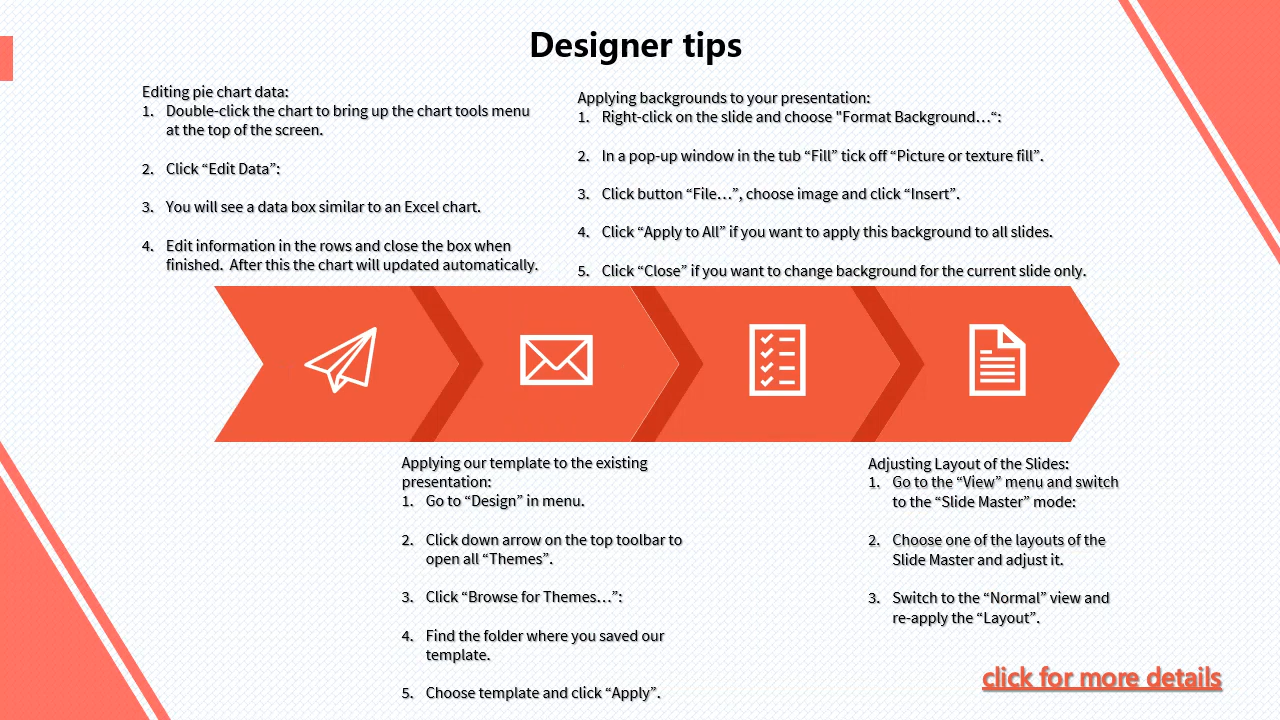 Designer tips
Editing pie chart data:
1. Double-click the chart to bring up the chart tools menu
at the top of the screen.
2. Click “Edit Data”:
3. You will see a data box similar to an Excel chart.
4. Edit information in the rows and close the box when
finished.  After this the chart will updated automatically.
Applying backgrounds to your presentation:
1. Right-click on the slide and choose "Format Background…“:
2. In a pop-up window in the tub “Fill” tick off “Picture or texture fill”.
3. Click button “File…”, choose image and click “Insert”.
4. Click “Apply to All” if you want to apply this background to all slides.
5. Click “Close” if you want to change background for the current slide only.
Applying our template to the existing
presentation:
1. Go to “Design” in menu.
2. Click down arrow on the top toolbar to
open all “Themes”.
3. Click “Browse for Themes…”:
4. Find the folder where you saved our
template.
5. Choose template and click “Apply”.
Adjusting Layout of the Slides:
1. Go to the “View” menu and switch
to the “Slide Master” mode:
2. Choose one of the layouts of the
Slide Master and adjust it.
3. Switch to the “Normal” view and
re-apply the “Layout”.
click for more details